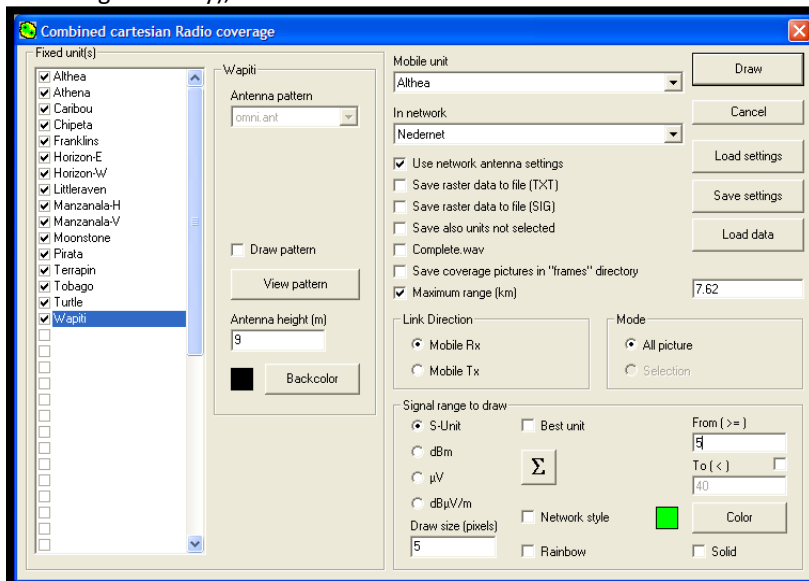 Combined cartesian Radio coverage
Fixed unit(s)
Althea
Athena
Caribou
Chipeta
Franklins
Horizon-E
Horizon-W
Littleraven
Manzanala-H
Manzanala-V
Moonstone
Pirata
Terrapin
Tobago
Turtle
Wapiti
Wapiti
Antenna pattern
omni.ant
Draw pattern
View pattern
Antenna height (m)
9
Backcolor
Mobile unit
Althea
In network
Nedernet
Use network antenna settings
Save raster data to file (TXT)
Save raster data to file (SIG)
Save also units not selected
Complete.wav
Save coverage pictures in "frames" directory
Maximum range (km)
7.62
Draw
Cancel
Load settings
Save settings
Load data
Link Direction
Mobile Rx
Mobile Tx
Mode
All picture
Selection
Signal range to draw
S-Unit
dBm
µV
dBµV/m
Draw size (pixels)
5
Best unit
Σ
Network style
Rainbow
From ( >= )
5
To ( < )
40
Color
Solid